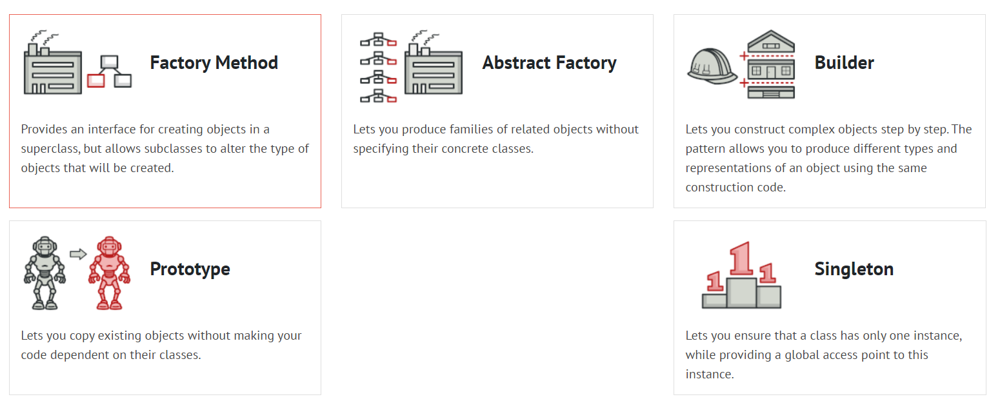 Factory Method
Provides an interface for creating objects in a
superclass, but allows subclasses to alter the type of
objects that will be created.
Abstract Factory
Lets you produce families of related objects without
specifying their concrete classes.
Builder
Lets you construct complex objects step by step. The
pattern allows you to produce different types and
representations of an object using the same
construction code.
Prototype
Lets you copy existing objects without making your
code dependent on their classes.
1
1
1
Singleton
Lets you ensure that a class has only one instance,
while providing a global access point to this
instance.